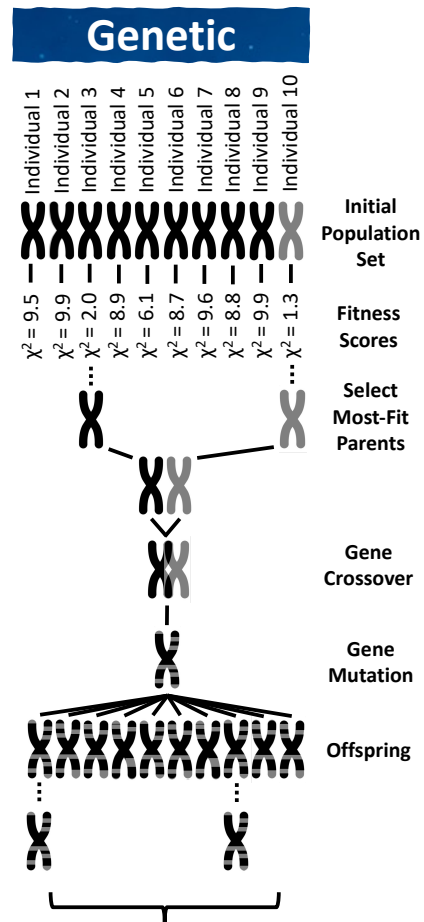 Genetic
Individual 1
Individual 2
Individual 3
Individual 4
Individual 5
Individual 6
Individual 7
Individual 8
Individual 9
Individual 10
Initial
Population
Set
χ² = 9.5
χ² = 9.9
χ² = 2.0
χ² = 8.9
χ² = 6.1
χ² = 8.7
χ² = 9.6
χ² = 8.8
χ² = 9.9
χ² = 1.3
Fitness
Scores
Select
Most-Fit
Parents
Gene
Crossover
Gene
Mutation
Offspring